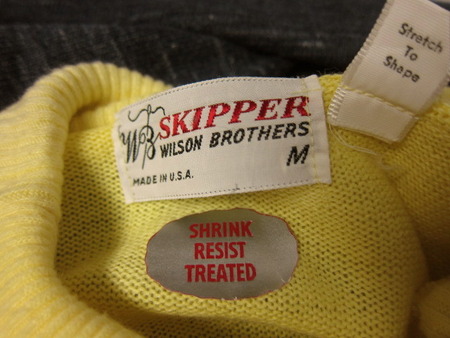 Stretch
To
Shape
WB
SKIPPER
WILSON BROTHERS
M
MADE IN U.S.A.
SHRINK
RESIST
TREATED